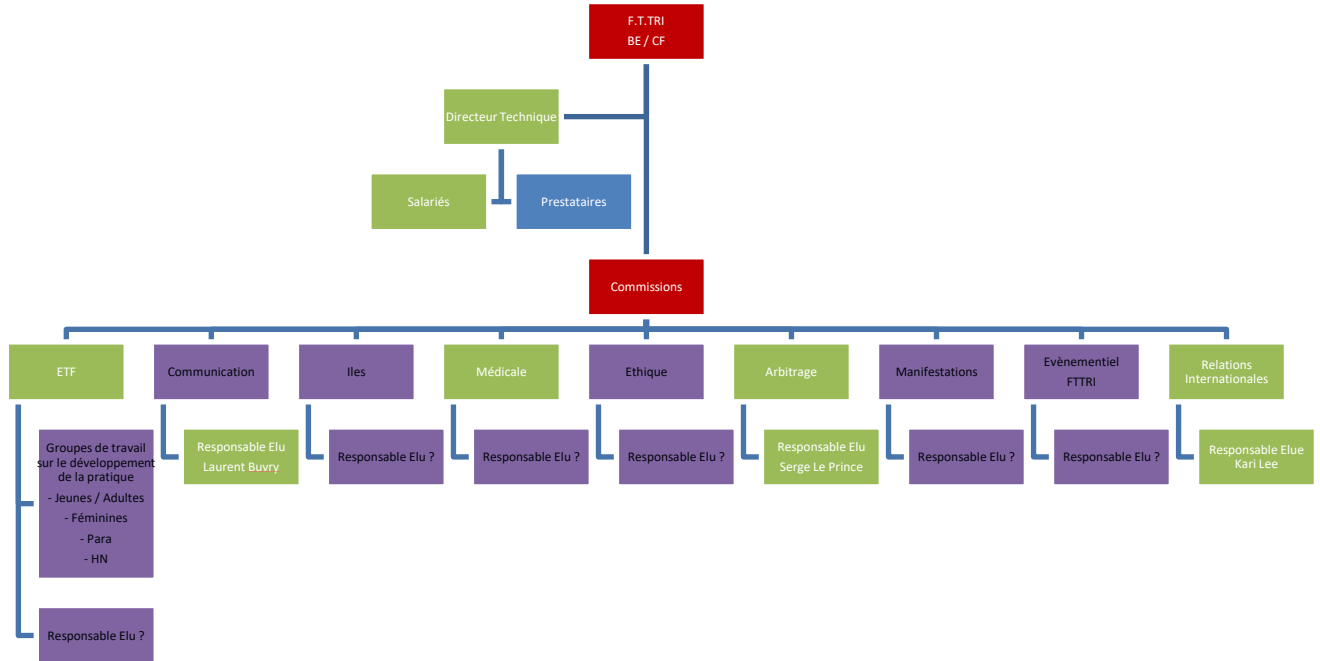 F.T.TRI
BE / CF
Directeur Technique
Salariés
Prestataires
Commissions
ETF
Communication
Iles
Médicale
Ethique
Arbitrage
Manifestations
Evènementiel
FTTRI
Relations
Internationales
Groupes de travail
sur le développement
de la pratique
- Jeunes / Adultes
- Féminines
- Para
- HN
Responsable Elu
Laurent Buvry
Responsable Elu ?
Responsable Elu ?
Responsable Elu ?
Responsable Elu
Serge Le Prince
Responsable Elu ?
Responsable Elu ?
Responsable Elue
Kari Lee
Responsable Elu ?